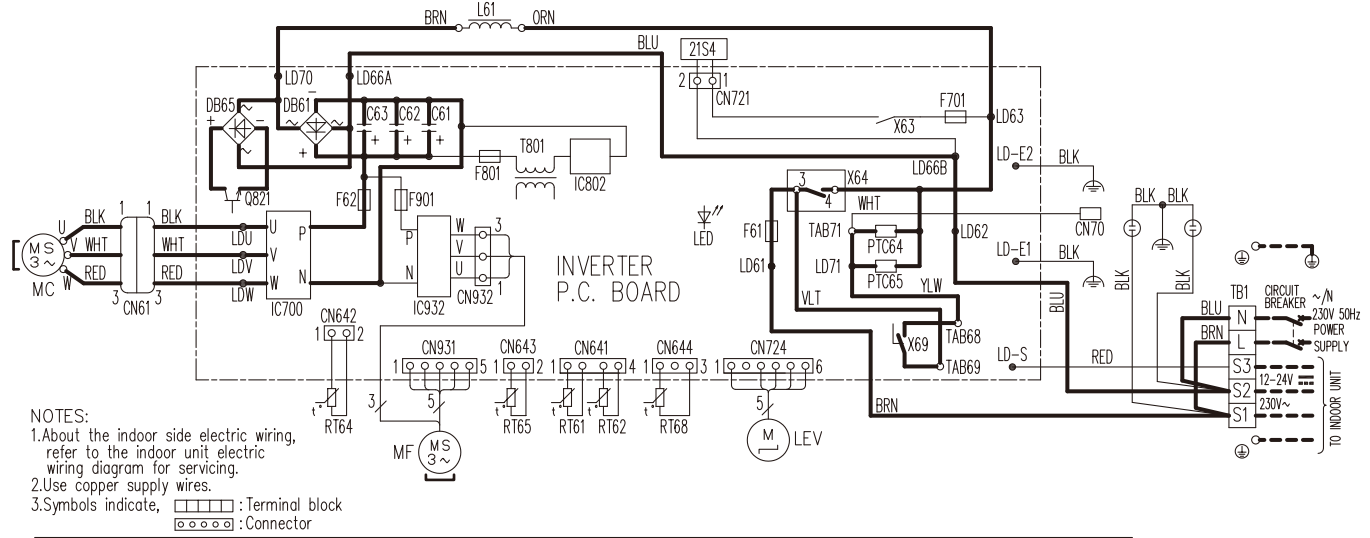 L61
BRN ORN
BLU
21S4
LD70 LD66A
2 1
CN721
DB65 DB61
C63 C62 C61
F701
X63
LD63
T801
F801
IC802
LD66B
LD-E2 BLK
Q821
F62 F901
3 X64
4
WHT
LED
TAB71
PTC64
CN70
BLK BLK
U BLK 1 1 BLK
LDU U P
MS
3~
V WHT WHT
LDV V
RED RED
W 3 3
LDW W N
MC
CN61
IC700
P W 3
V
N U 1
IC932
CN932
INVERTER
P.C. BOARD
F61
LD61
LD62
LD71
PTC65
LD-E1 BLK
VLT
YLW
X69
TAB68
TAB69
BLU
BLK BLK
TB1
CIRCUIT
BREAKER
~/N
230V 50Hz
POWER
SUPPLY
BLU N
BRN L
S3
12-24V
S2
230V~
S1
TO INDOOR UNIT
LD-S RED
BRN
CN642
1 2
CN931
1 5
CN643
1 2
CN641
1 4
CN644
1 3
CN724
1 6
t°
RT64
3
5
MF
MS
3~
t°
RT65
t°
RT61
t°
RT62
t°
RT68
5
M
LEV
NOTES:
1.About the indoor side electric wiring,
refer to the indoor unit electric
wiring diagram for servicing.
2.Use copper supply wires.
3.Symbols indicate, : Terminal block
: Connector